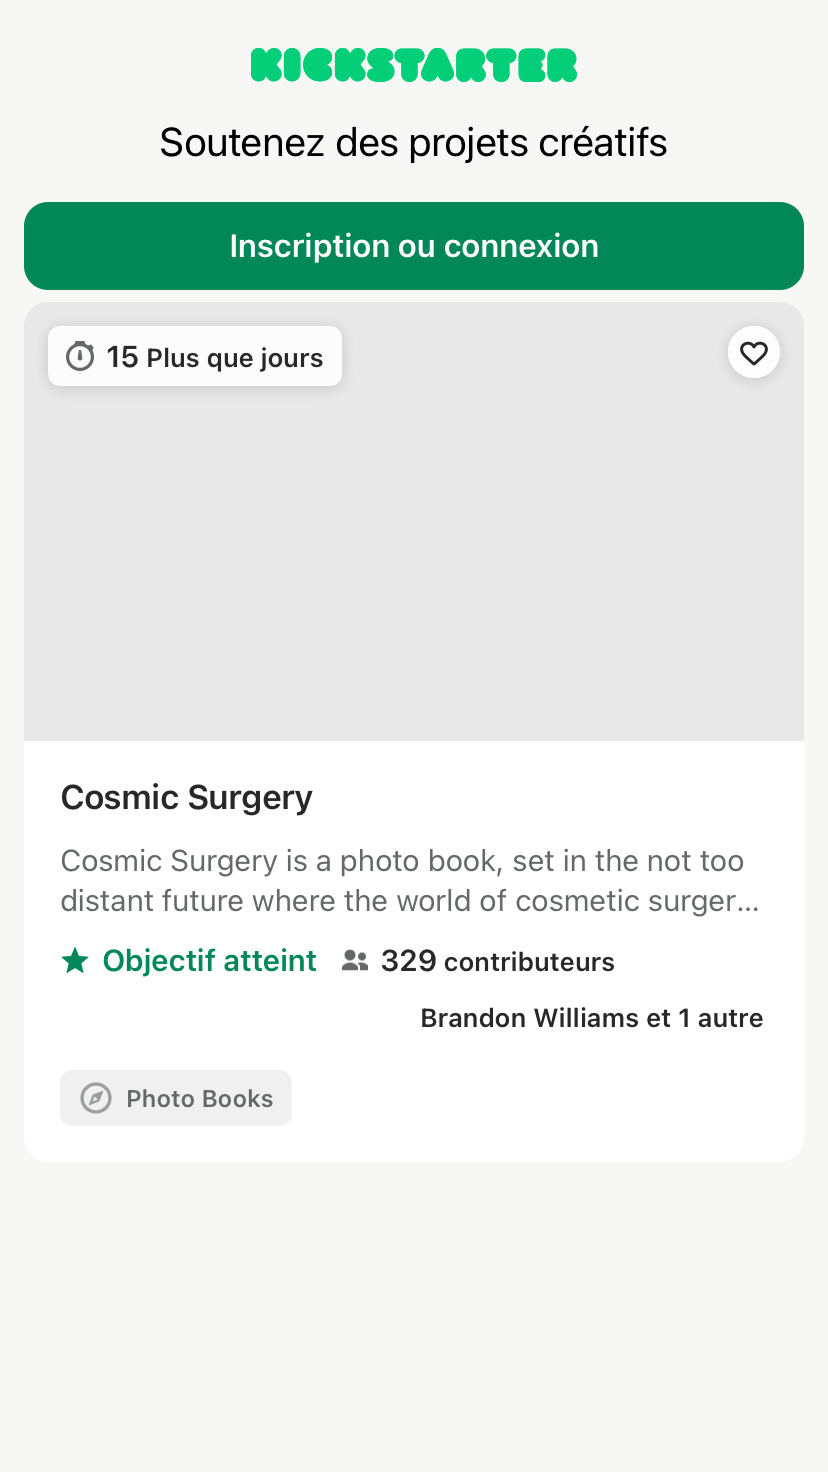 KICKSTARTER
Soutenez des projets créatifs
Inscription ou connexion
15 Plus que jours
Cosmic Surgery
Cosmic Surgery is a photo book, set in the not too
distant future where the world of cosmetic surger...
Objectif atteint 329 contributeurs
Brandon Williams et 1 autre
Photo Books